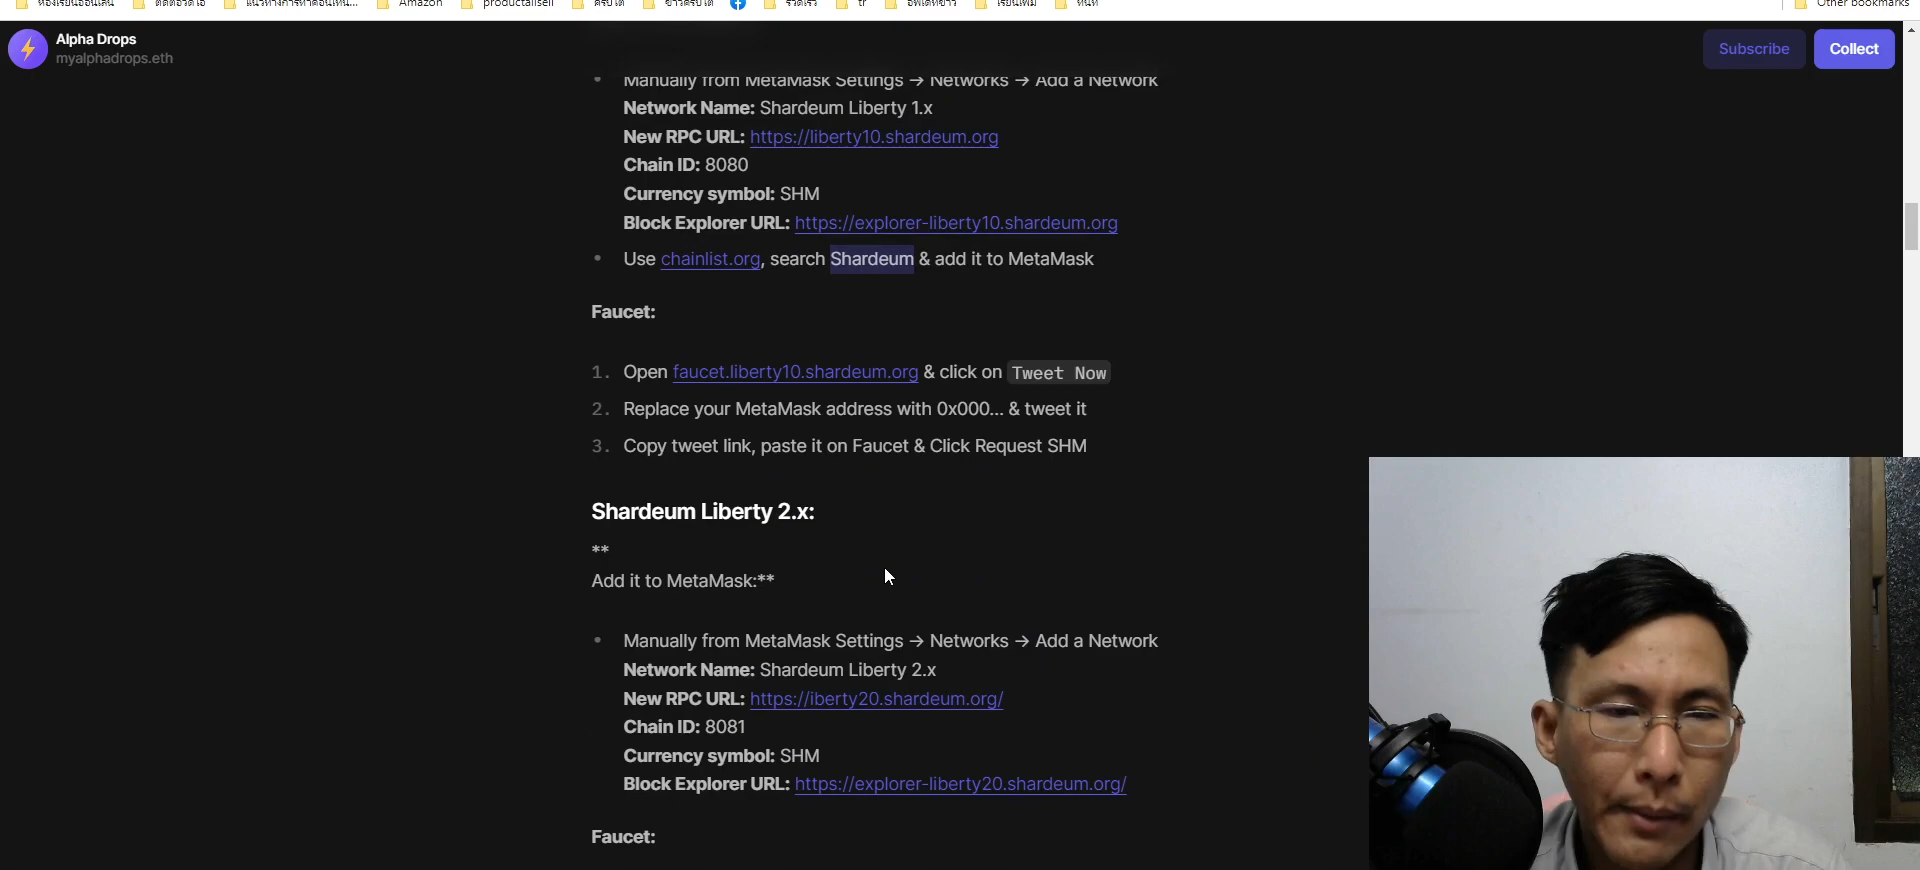 Amazon
productallsell
Other bookmarks
Alpha Drops
myalphadrops.eth
Subscribe
Collect
• Manually from MetaMask Settings → Networks → Add a Network
Network Name: Shardeum Liberty 1.x
New RPC URL: https://liberty10.shardeum.org
Chain ID: 8080
Currency symbol: SHM
Block Explorer URL: https://explorer-liberty10.shardeum.org
• Use chainlist.org, search Shardeum & add it to MetaMask
Faucet:
1. Open faucet.liberty10.shardeum.org & click on Tweet Now
2. Replace your MetaMask address with 0x000... & tweet it
3. Copy tweet link, paste it on Faucet & Click Request SHM
Shardeum Liberty 2.x:
**
Add it to MetaMask:**
• Manually from MetaMask Settings → Networks → Add a Network
Network Name: Shardeum Liberty 2.x
New RPC URL: https://iberty20.shardeum.org/
Chain ID: 8081
Currency symbol: SHM
Block Explorer URL: https://explorer-liberty20.shardeum.org/
Faucet: